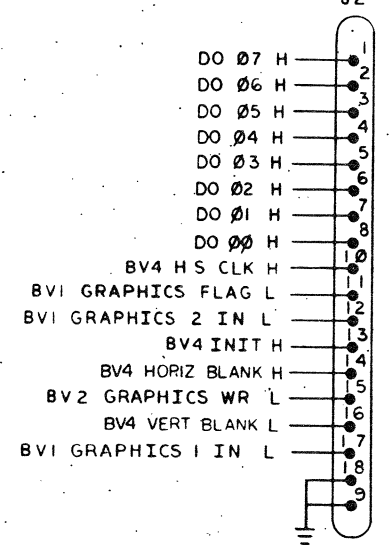 J2
DO Ø7 H 1
DO Ø6 H 2
DO Ø5 H 3
DO Ø4 H 4
DO Ø3 H 5
DO Ø2 H 6
DO Ø1 H 7
DO ØØ H 8
BV4 H S CLK H 10
BV1 GRAPHICS FLAG L 11
BV1 GRAPHICS 2 IN L 12
BV4 INIT H 13
BV4 HORIZ BLANK H 14
BV2 GRAPHICS WR L 15
BV4 VERT BLANK L 16
BV1 GRAPHICS 1 IN L 17
18
19